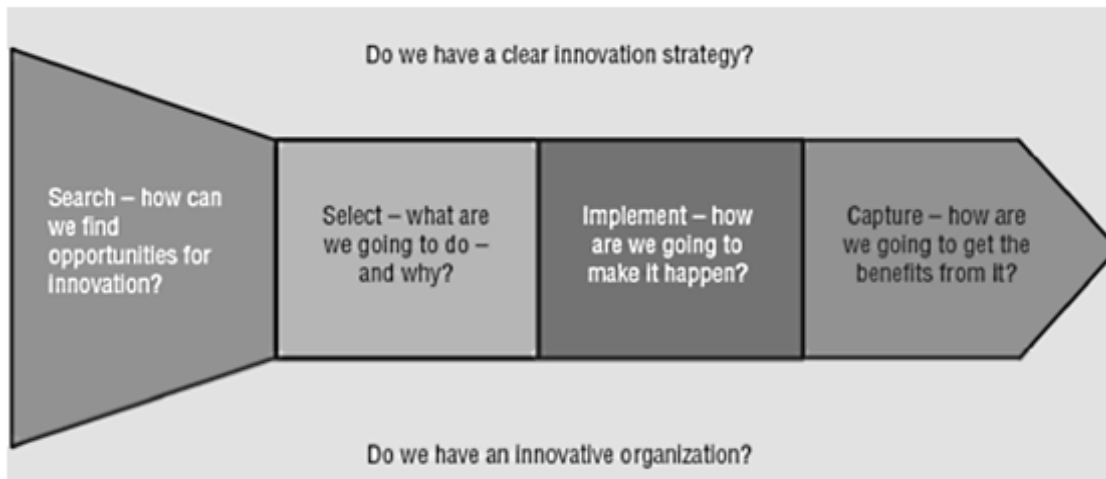 Do we have a clear innovation strategy?
Search – how can
we find
opportunities for
innovation?
Select – what are
we going to do –
and why?
Implement – how
are we going to
make it happen?
Capture – how are
we going to get the
benefits from it?
Do we have an innovative organization?